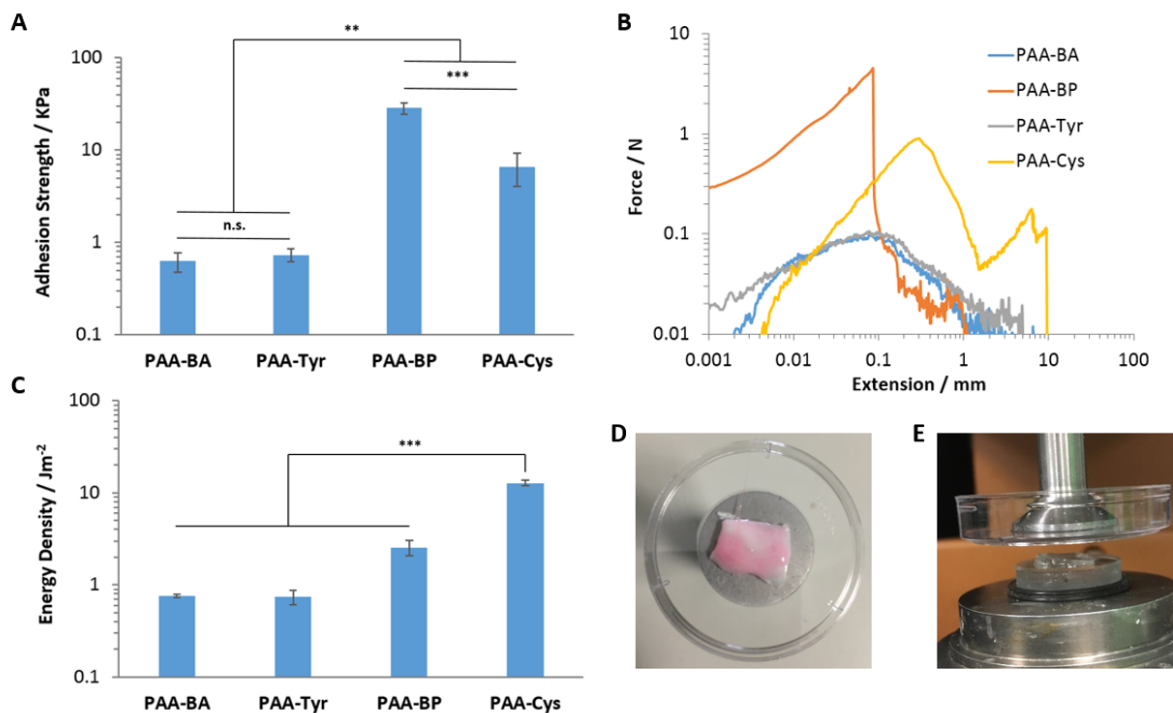 A
**
***
n.s.
Adhesion Strength / KPa
100
10
1
0.1
PAA-BA PAA-Tyr PAA-BP PAA-Cys
B
PAA-BA
PAA-BP
PAA-Tyr
PAA-Cys
Force / N
10
1
0.1
0.01
0.001 0.01 0.1 1 10 100
Extension / mm
C
***
Energy Density / Jm-2
100
10
1
0.1
PAA-BA PAA-Tyr PAA-BP PAA-Cys
D
E